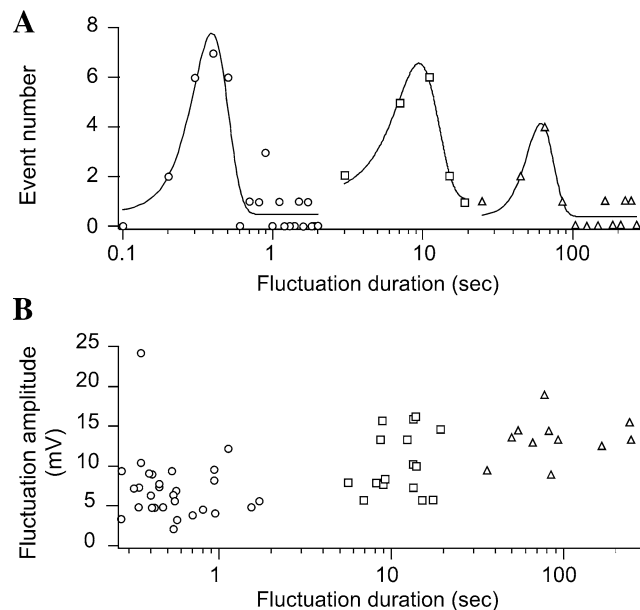 A
Event number
8
6
4
2
0
0.1 1 10 100
Fluctuation duration (sec)
B
Fluctuation amplitude
(mV)
25
20
15
10
5
0
1 10 100
Fluctuation duration (sec)